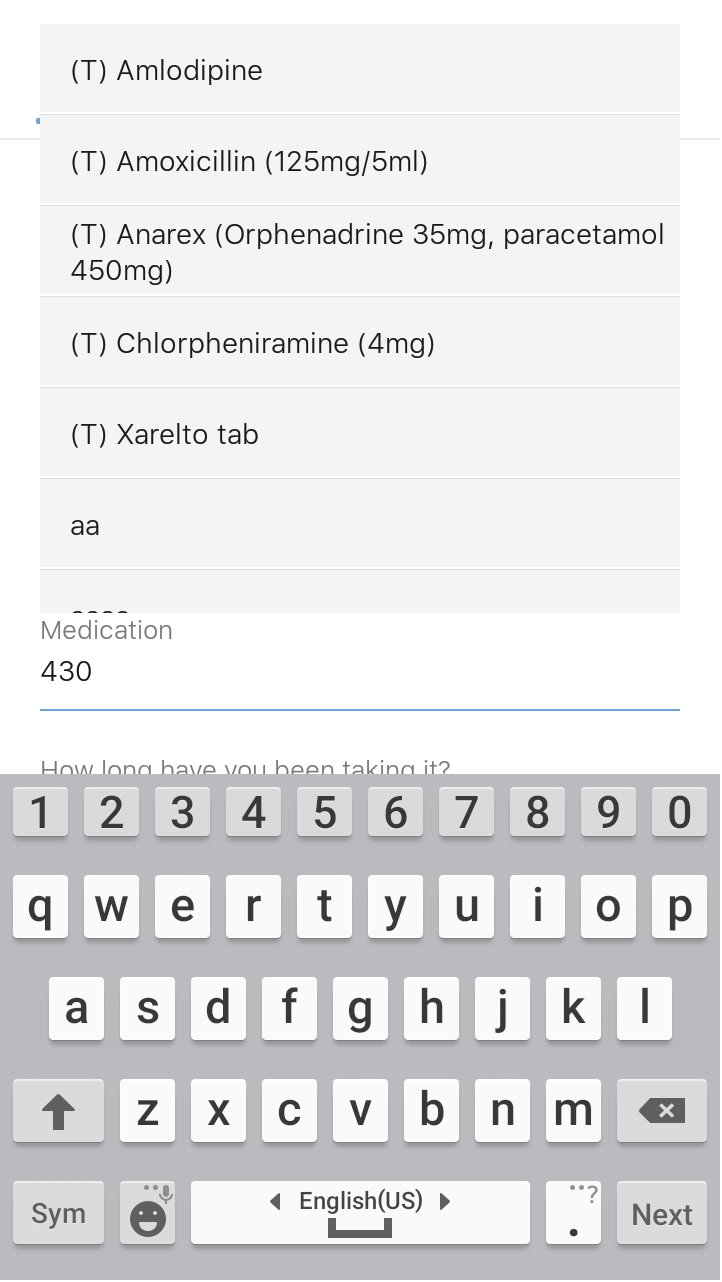 (T) Amlodipine
(T) Amoxicillin (125mg/5ml)
(T) Anarex (Orphenadrine 35mg, paracetamol
450mg)
(T) Chlorpheniramine (4mg)
(T) Xarelto tab
aa
Medication
430
How long have you been taking it?
1 2 3 4 5 6 7 8 9 0
q w e r t y u i o p
a s d f g h j k l
z x c v b n m
Sym English(US) . ? Next